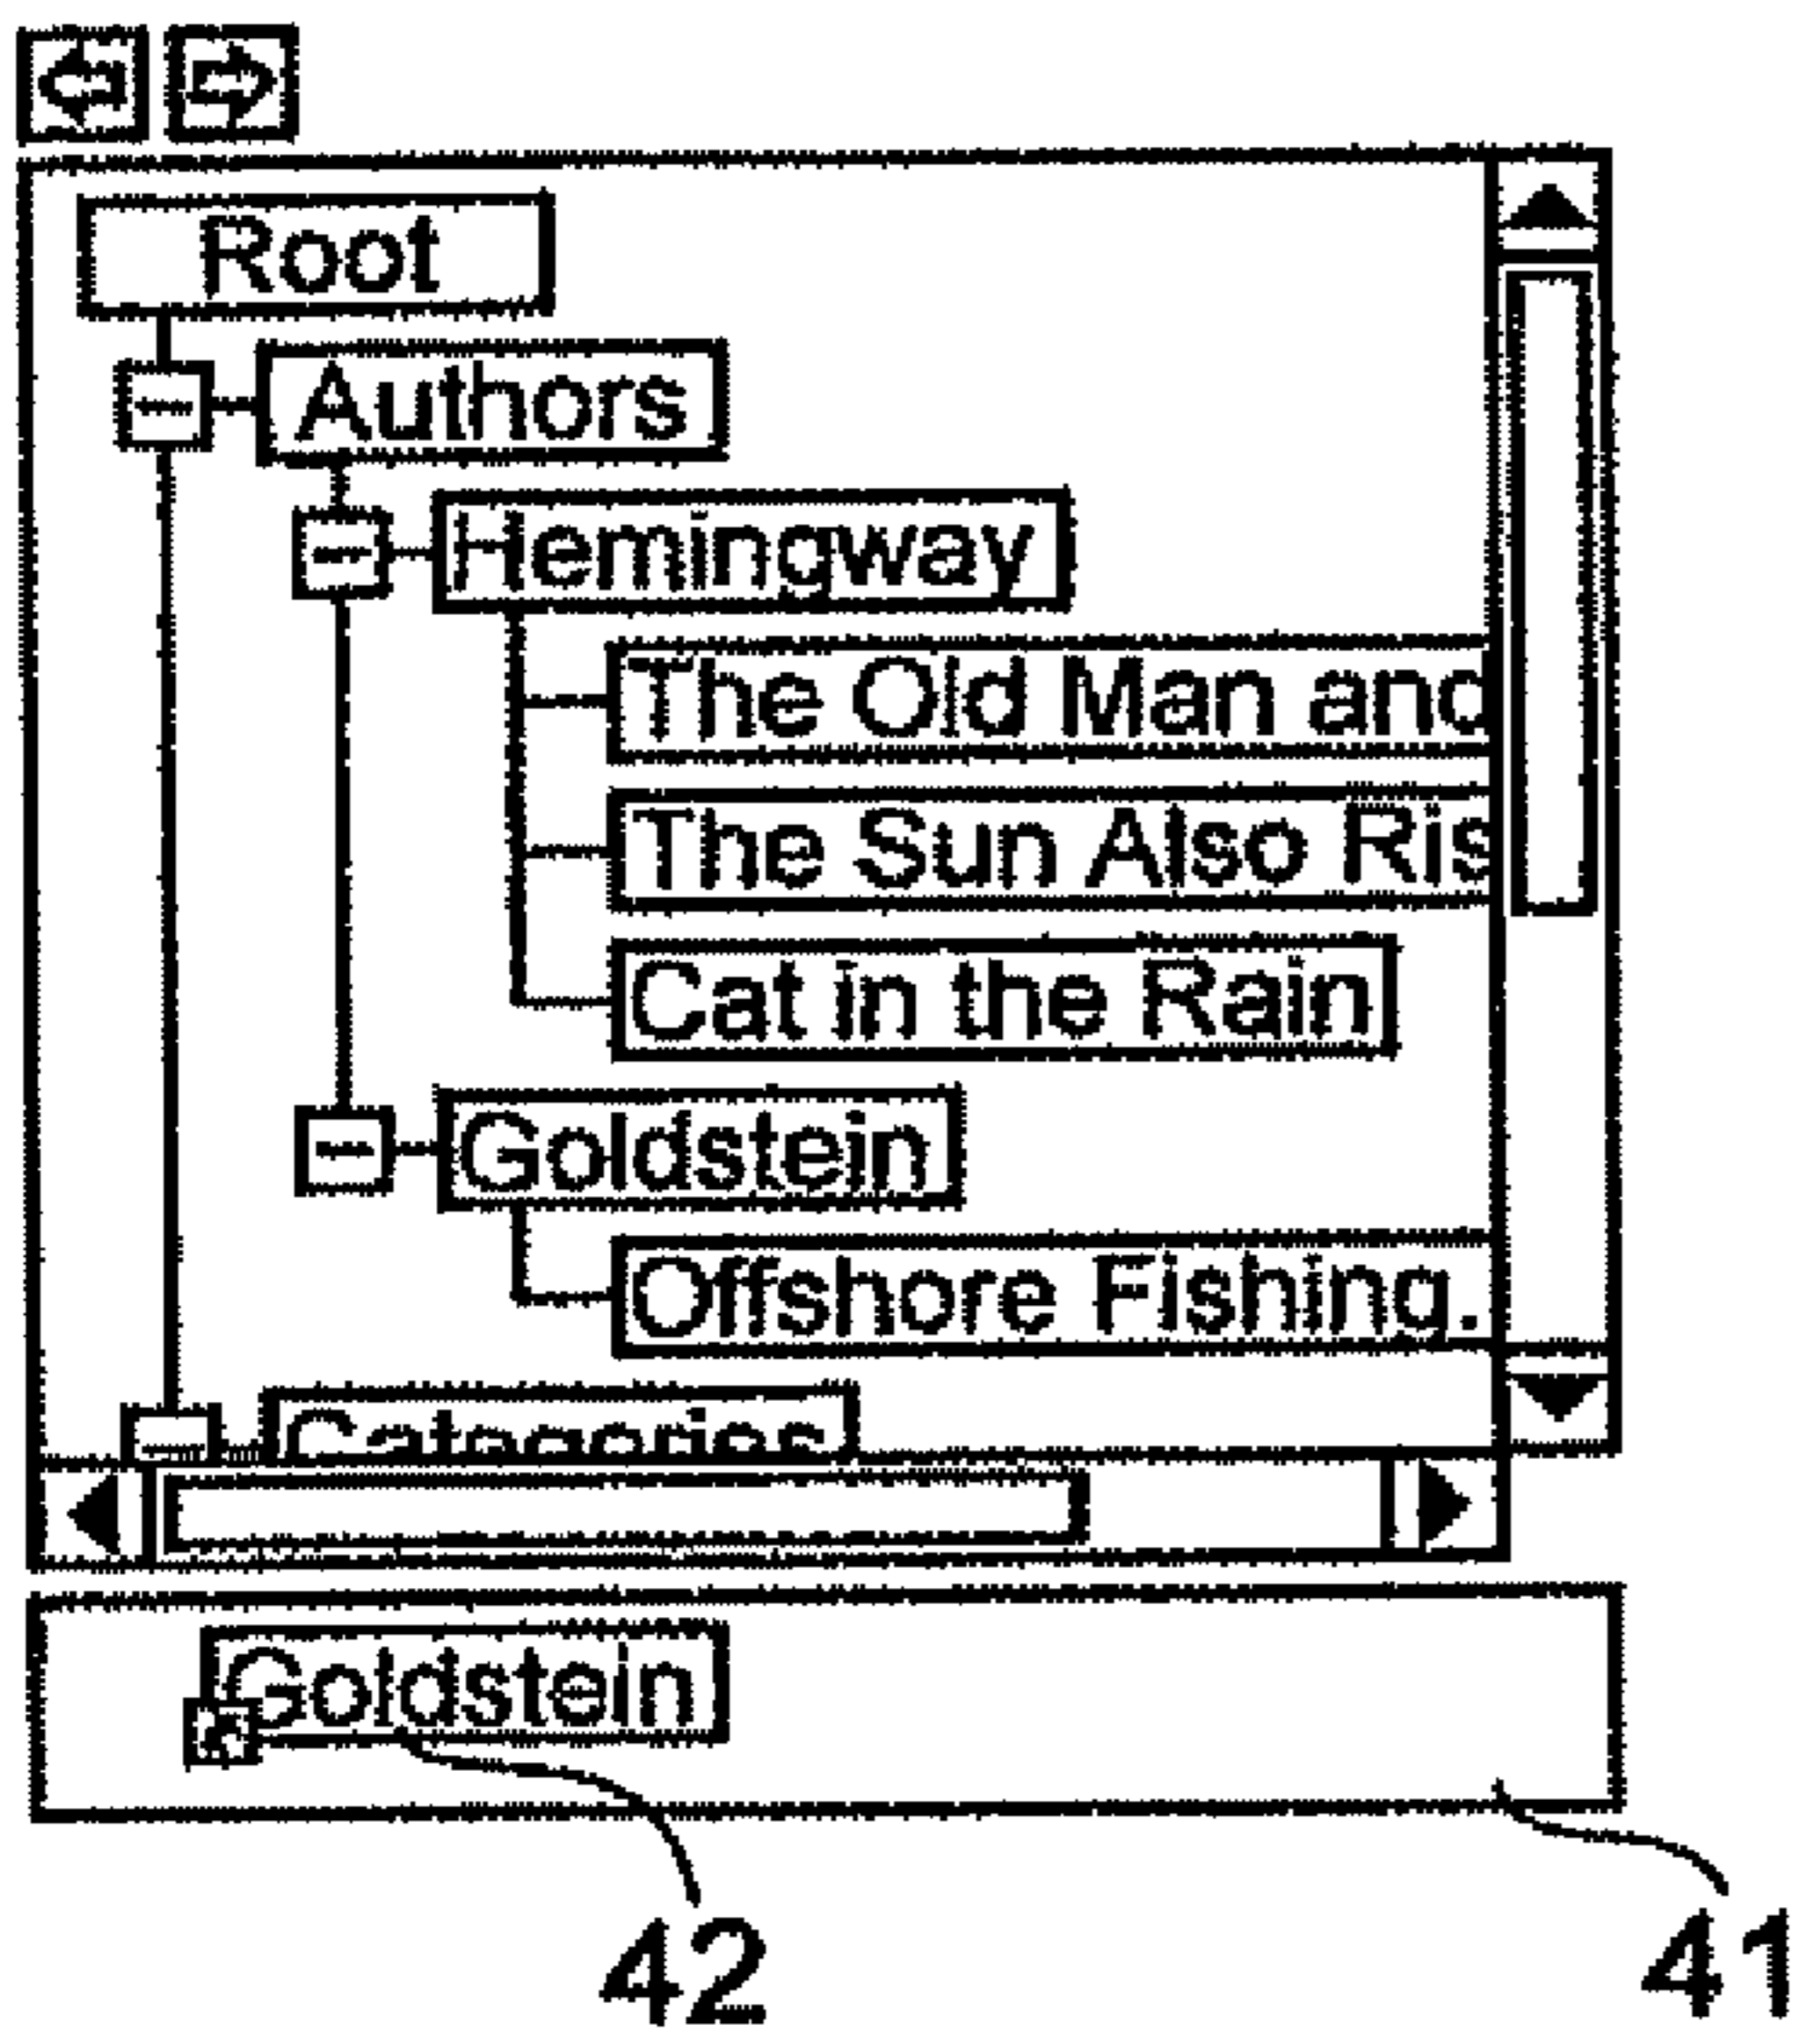 Root
Authors
Hemingway
The Old Man and
The Sun Also Ris
Cat in the Rain
Goldstein
Offshore Fishing.
Categories
Goldstein
42
41